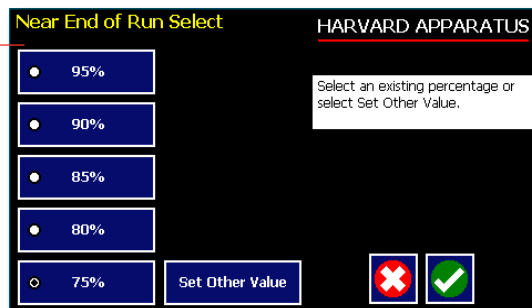 Near End of Run Select
HARVARD APPARATUS
95%
Select an existing percentage or
select Set Other Value.
90%
85%
80%
75%
Set Other Value